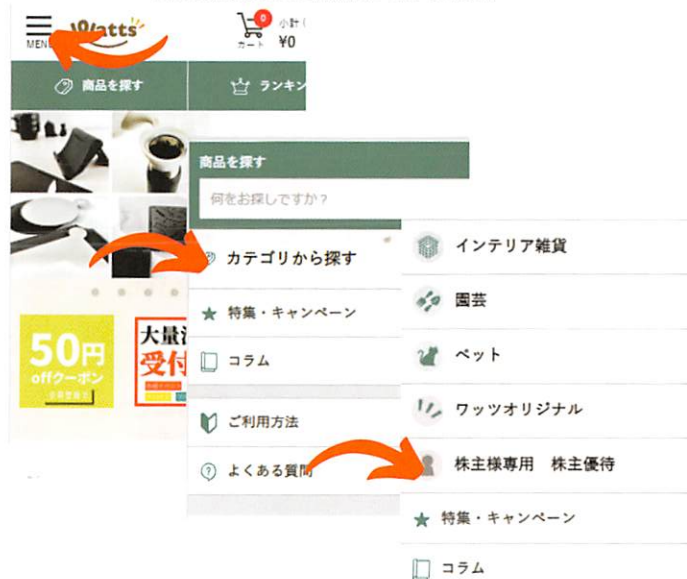 Watts
MENU
0
小計
カート
¥0
商品を探す
ランキン
50円
offクーポン
大量
受付
商品を探す
何をお探しですか？
カテゴリから探す
特集・キャンペーン
コラム
ご利用方法
よくある質問
インテリア雑貨
園芸
ペット
ワッツオリジナル
株主様専用 株主優待
特集・キャンペーン
コラム